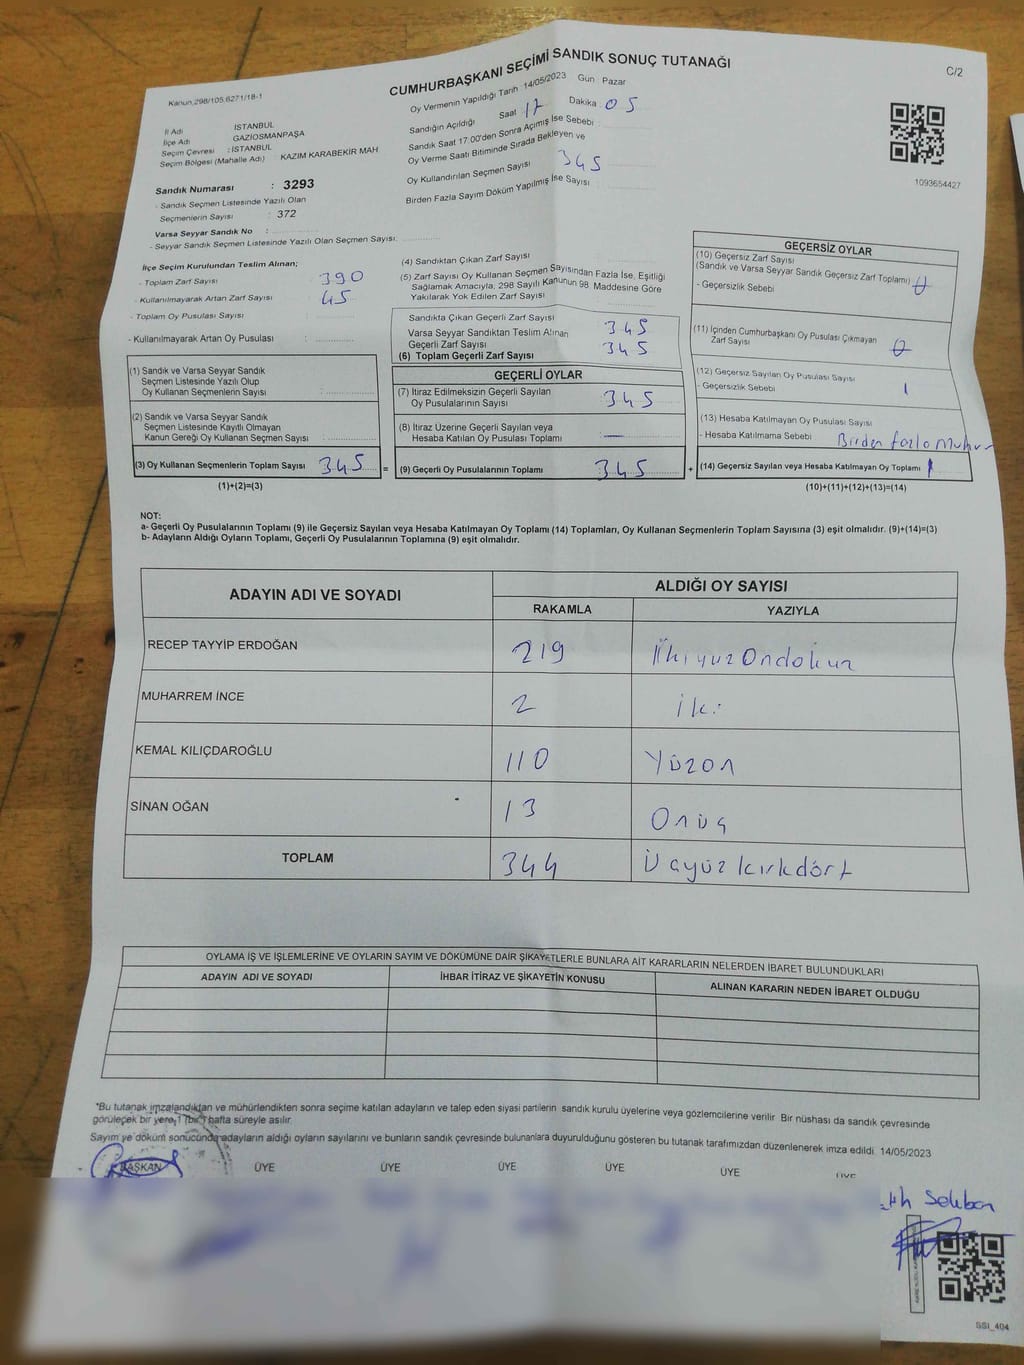 CUMHURBAŞKANI SEÇİMİ SANDIK SONUÇ TUTANAĞI
C/2
Kanun,298/105,6271/18-1
Oy Vermenin Yapıldığı Tarih 14/05/2023 Gün : Pazar
Sandığın Açıldığı Saat 17 Dakika : 05
Sandık Saat 17.00'den Sonra Açımış İse Sebebi :
Oy Verme Saati Bitiminde Sırada Bekleyen ve
Oy Kullandırılan Seçmen Sayısı 345
Birden Fazla Sayım Döküm Yapılmış İse Sayısı :
İl Adı İSTANBUL
İlçe Adı GAZİOSMANPAŞA
Seçim Çevresi : İSTANBUL
Seçim Bölgesi (Mahalle Adı) KAZIM KARABEKİR MAH
1093654427
Sandık Numarası : 3293
- Sandık Seçmen Listesinde Yazılı Olan
Seçmenlerin Sayısı : 372
Varsa Seyyar Sandık No :
- Seyyar Sandık Seçmen Listesinde Yazılı Olan Seçmen Sayısı:
İlçe Seçim Kurulundan Teslim Alınan;
- Toplam Zarf Sayısı : 390
- Kullanılmayarak Artan Zarf Sayısı : 45
- Toplam Oy Pusulası Sayısı :
- Kullanılmayarak Artan Oy Pusulası :
(4) Sandıktan Çıkan Zarf Sayısı
(5) Zarf Sayısı Oy Kullanan Seçmen Sayısından Fazla İse, Eşitliği
Sağlamak Amacıyla, 298 Sayılı Kanunun 98. Maddesine Göre
Yakılarak Yok Edilen Zarf Sayısı
Sandıkta Çıkan Geçerli Zarf Sayısı 345
Varsa Seyyar Sandıktan Teslim Alınan
Geçerli Zarf Sayısı 345
(6) Toplam Geçerli Zarf Sayısı
GEÇERSİZ OYLAR
(10) Geçersiz Zarf Sayısı
(Sandık ve Varsa Seyyar Sandık Geçersiz Zarf Toplamı) 0
- Geçersizlik Sebebi
(11) İçinden Cumhurbaşkanı Oy Pusulası Çıkmayan
Zarf Sayısı 0
(12) Geçersiz Sayılan Oy Pusulası Sayısı
- Geçersizlik Sebebi 1
(13) Hesaba Katılmayan Oy Pusulası Sayısı
- Hesaba Katılmama Sebebi Birden fazla Mühür
(14) Geçersiz Sayılan veya Hesaba Katılmayan Oy Toplamı 1
(10)+(11)+(12)+(13)=(14)
(1) Sandık ve Varsa Seyyar Sandık
Seçmen Listesinde Yazılı Olup
Oy Kullanan Seçmenlerin Sayısı :
(2) Sandık ve Varsa Seyyar Sandık
Seçmen Listesinde Kayıtlı Olmayan
Kanun Gereği Oy Kullanan Seçmen Sayısı :
(3) Oy Kullanan Seçmenlerin Toplam Sayısı 345 =
(1)+(2)=(3)
GEÇERLİ OYLAR
(7) İtiraz Edilmeksizin Geçerli Sayılan
Oy Pusulalarının Sayısı 345
(8) İtiraz Üzerine Geçerli Sayılan veya
Hesaba Katılan Oy Pusulası Toplamı —
(9) Geçerli Oy Pusulalarının Toplamı 345 +
NOT:
a- Geçerli Oy Pusulalarının Toplamı (9) ile Geçersiz Sayılan veya Hesaba Katılmayan Oy Toplamı (14) Toplamları, Oy Kullanan Seçmenlerin Toplam Sayısına (3) eşit olmalıdır. (9)+(14)=(3)
b- Adayların Aldığı Oyların Toplamı, Geçerli Oy Pusulalarının Toplamına (9) eşit olmalıdır.
ADAYIN ADI VE SOYADI
ALDIĞI OY SAYISI
RAKAMLA YAZIYLA
RECEP TAYYİP ERDOĞAN 219 İkiyüzOndokuz
MUHARREM İNCE 2 iki
KEMAL KILIÇDAROĞLU 110 Yüzon
SİNAN OĞAN 13 Onüç
TOPLAM 344 Üçyüzkırkdört
OYLAMA İŞ VE İŞLEMLERİNE VE OYLARIN SAYIM VE DÖKÜMÜNE DAİR ŞİKAYETLERLE BUNLARA AİT KARARLARIN NELERDEN İBARET BULUNDUKLARI
ADAYIN ADI VE SOYADI İHBAR İTİRAZ VE ŞİKAYETİN KONUSU ALINAN KARARIN NEDEN İBARET OLDUĞU
*Bu tutanak imzalandıktan ve mühürlendikten sonra seçime katılan adayların ve talep eden siyasi partilerin sandık kurulu üyelerine veya gözlemcilerine verilir. Bir nüshası da sandık çevresinde
görülecek bir yere 1 (bir) hafta süreyle asılır.
Sayım ve döküm sonucunda adayların aldığı oyların sayılarını ve bunların sandık çevresinde bulunanlara duyurulduğunu gösteren bu tutanak tarafımızdan düzenlenerek imza edildi. 14/05/2023
BAŞKAN ÜYE ÜYE ÜYE ÜYE ÜYE ÜYE
SSI_404